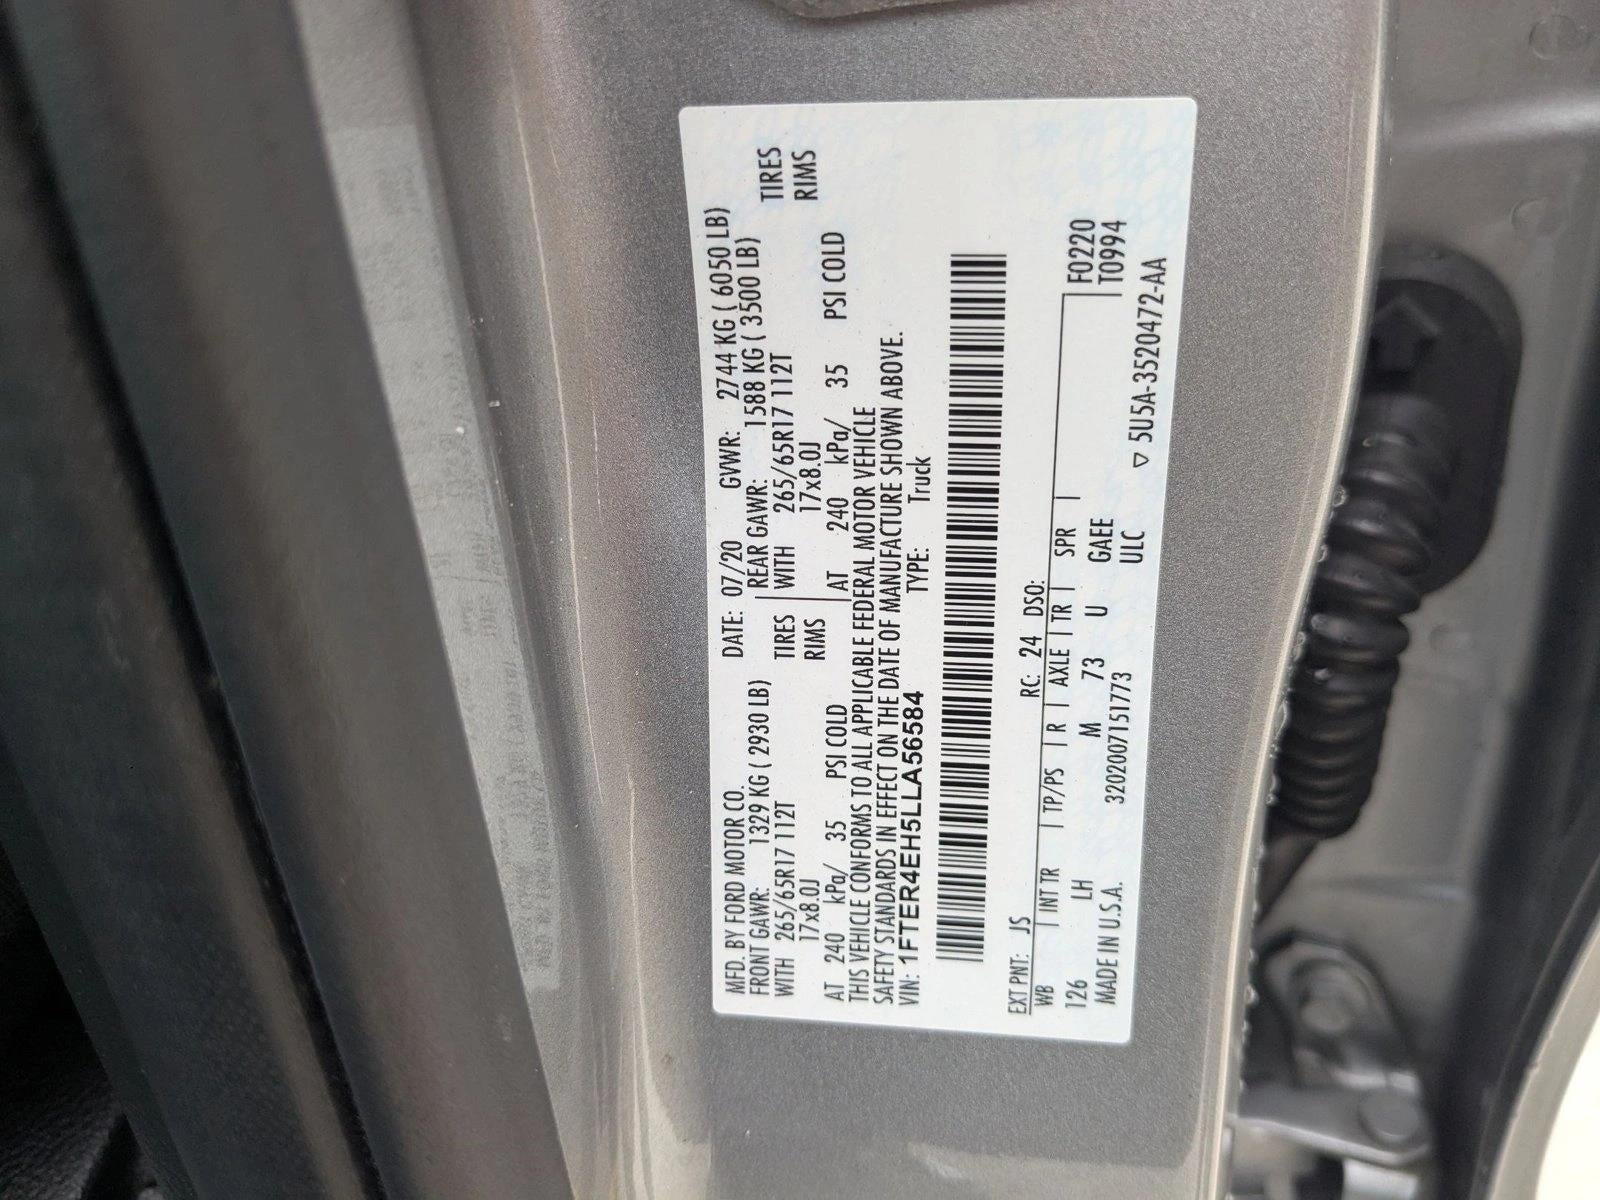 MFD. BY FORD MOTOR CO.
DATE: 07/20 GVWR: 2744 KG ( 6050 LB)
FRONT GAWR: 1329 KG ( 2930 LB) REAR GAWR: 1588 KG ( 3500 LB)
WITH 265/65R17 112T TIRES WITH 265/65R17 112T TIRES
17x8.0J RIMS 17x8.0J RIMS
AT 240 kPa/ 35 PSI COLD AT 240 kPa/ 35 PSI COLD
THIS VEHICLE CONFORMS TO ALL APPLICABLE FEDERAL MOTOR VEHICLE
SAFETY STANDARDS IN EFFECT ON THE DATE OF MANUFACTURE SHOWN ABOVE.
VIN: 1FTER4EH5LLA56584 TYPE: Truck
EXT PNT: JS RC: 24 DSO: F0220
WB INT TR TP/PS R AXLE TR SPR T0994
126 LH M 73 U GAEE
MADE IN U.S.A. 320200715​1773 ULC
▽ 5U5A-3520472-AA